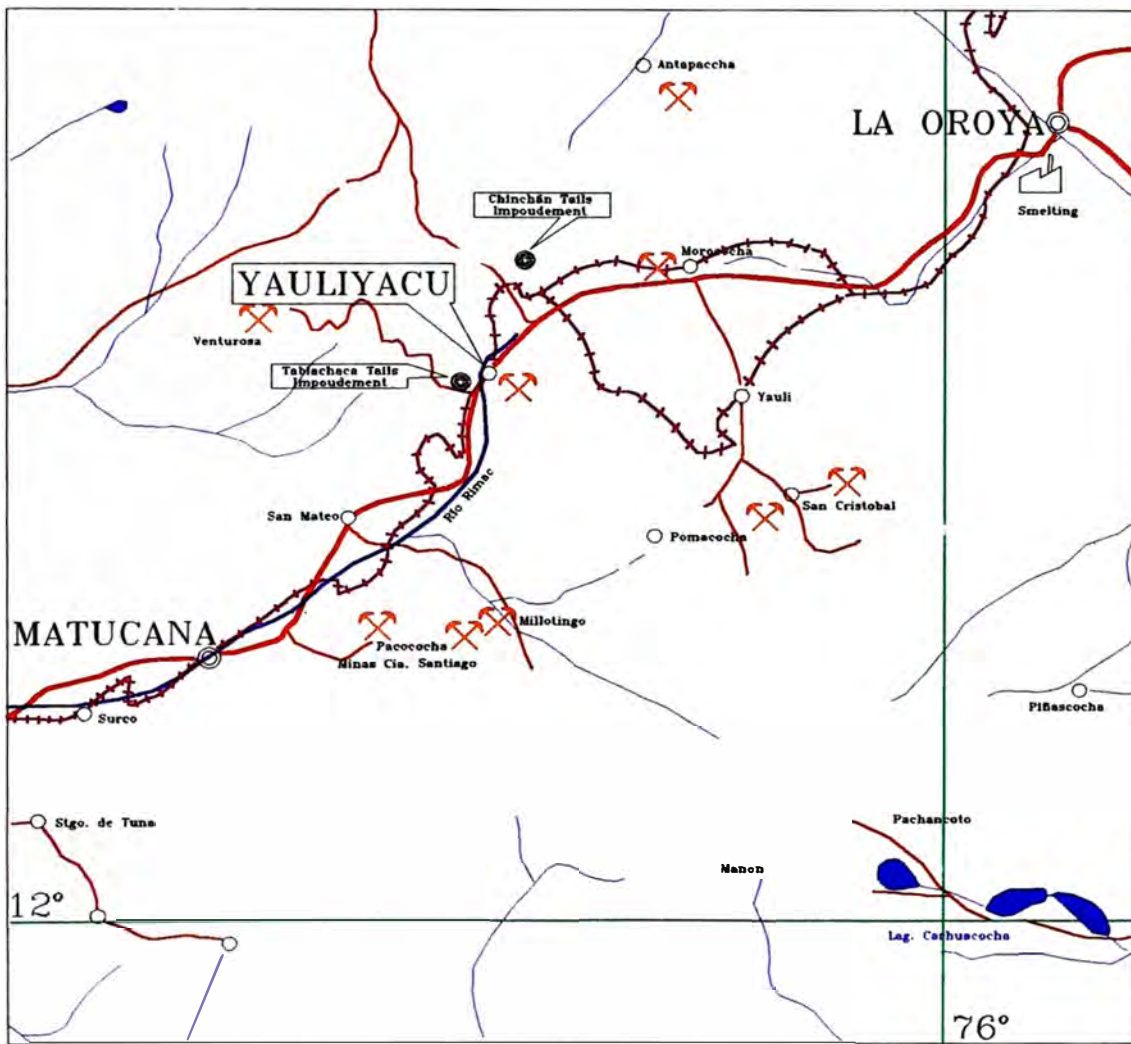 Antapaccha
LA OROYA
Chinchán Tails
Impoudement
Smelting
Morococha
YAULIYACU
Venturosa
Tablachaca Tails
Impoudement
Yauli
San Cristobal
Río Rimac
San Mateo
Pomacocha
Millotingo
MATUCANA
Pacococha
Minas Cia. Santiago
Surco
Piñascocha
Stgo. de Tuna
Pachancoto
Manon
12°
Lag. Carhuacocha
76°